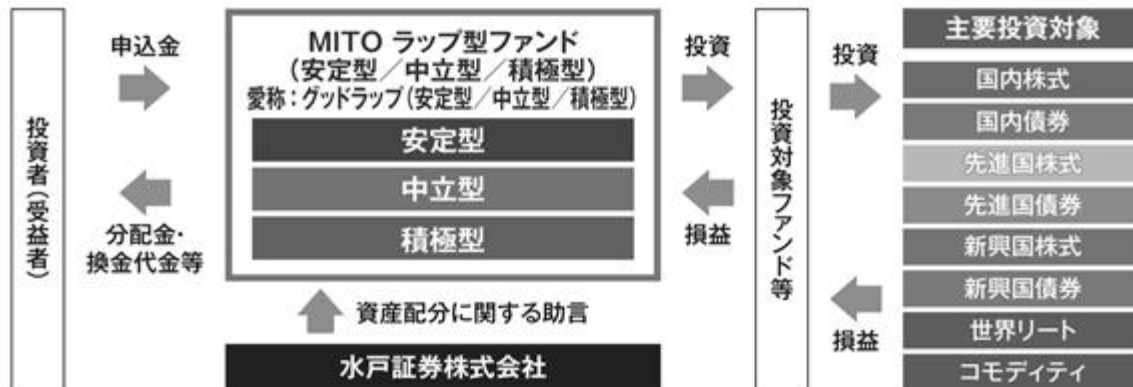 投資者(受益者)
申込金
分配金・
換金代金等
MITO ラップ型ファンド
(安定型／中立型／積極型)
愛称：グッドラップ(安定型／中立型／積極型)
安定型
中立型
積極型
資産配分に関する助言
水戸証券株式会社
投資
損益
投資対象ファンド等
投資
損益
主要投資対象
国内株式
国内債券
先進国株式
先進国債券
新興国株式
新興国債券
世界リート
コモディティ